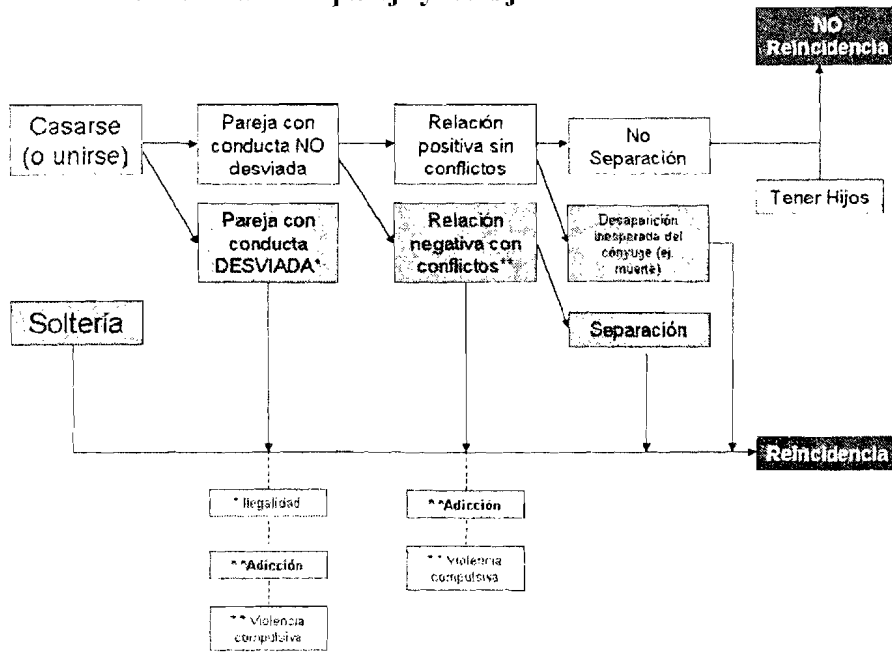 NO
Reincidencia
Casarse
(o unirse)
Pareja con
conducta NO
desviada
Relación
positiva sin
conflictos
No
Separación
Tener Hijos
Pareja con
conducta
DESVIADA*
Relación
negativa con
conflictos**
Desaparición
inesperada del
cónyuge (ej.
muerte)
Soltería
Separación
Reincidencia
* Ilegalidad
**Adicción
**Adicción
** Violencia
compulsiva
** Violencia
compulsiva